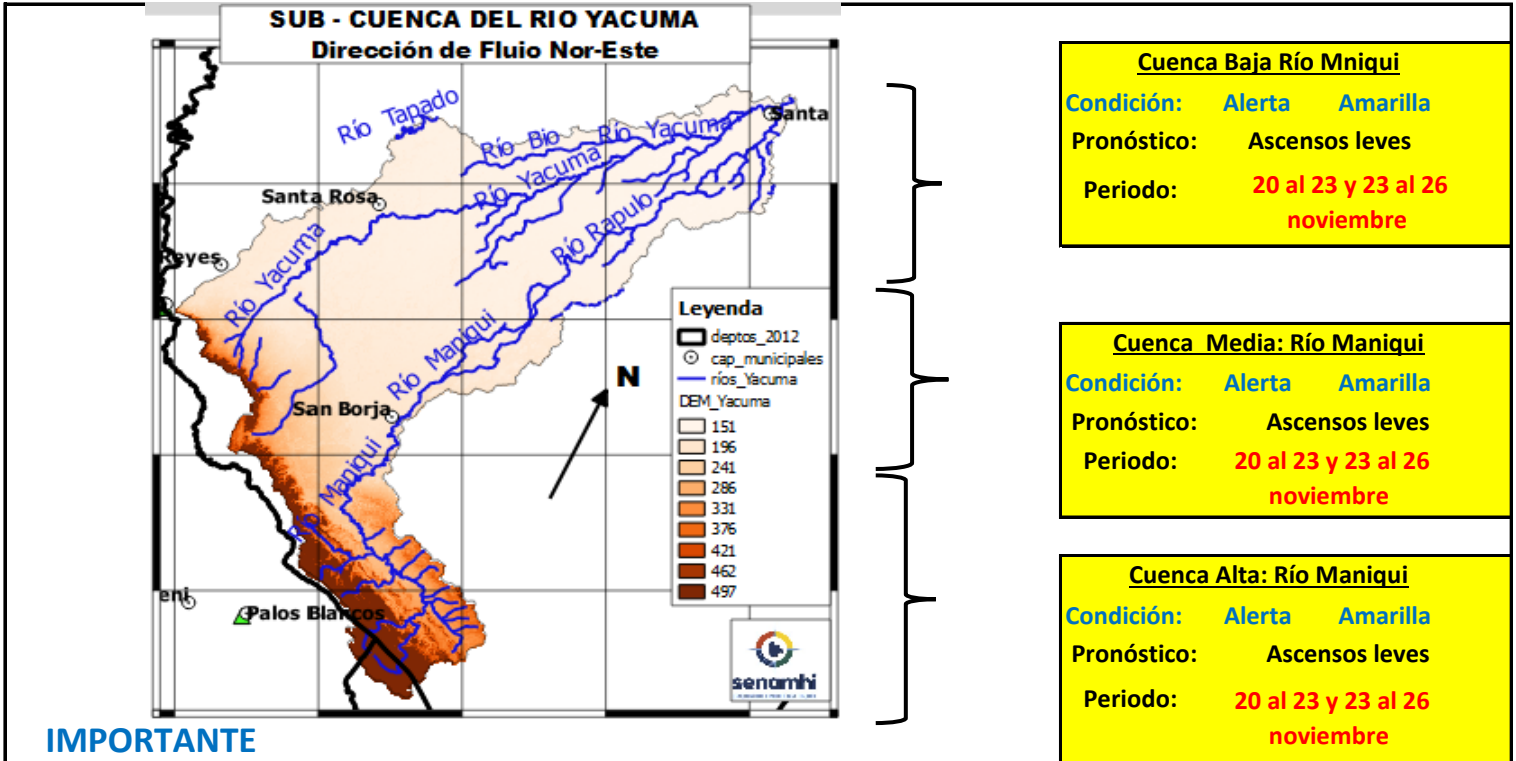 SUB - CUENCA DEL RIO YACUMA
Dirección de Fluio Nor-Este
Río Tapado
Río Bio
Río Yacuma
Santa
Río Yacuma
Santa Rosa
Río Rapulo
Reyes
Río Yacuma
Río Maniqui
San Borja
Río Maniqui
Río
eni
Palos Blancos
N
Leyenda
deptos_2012
cap_municipales
ríos_Yacuma
DEM_Yacuma
151
196
241
286
331
376
421
462
497
senamhi
Cuenca Baja Río Mniqui
Condición: Alerta Amarilla
Pronóstico: Ascensos leves
Periodo: 20 al 23 y 23 al 26
noviembre
Cuenca Media: Río Maniqui
Condición: Alerta Amarilla
Pronóstico: Ascensos leves
Periodo: 20 al 23 y 23 al 26
noviembre
Cuenca Alta: Río Maniqui
Condición: Alerta Amarilla
Pronóstico: Ascensos leves
Periodo: 20 al 23 y 23 al 26
noviembre
IMPORTANTE